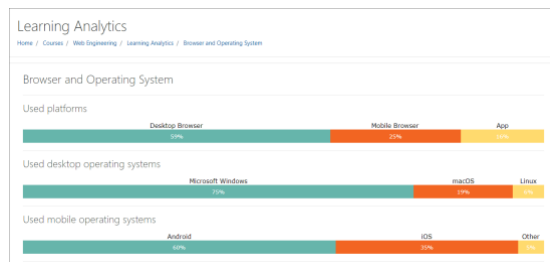 Learning Analytics
Home / Courses / Web Engineering / Learning Analytics / Browser and Operating System
Browser and Operating System
Used platforms
Desktop Browser Mobile Browser App
59% 25%
Used desktop operating systems
Microsoft Windows macOS Linux
75% 19% 6%
Used mobile operating systems
Android IOS Other
60% 35% 5%